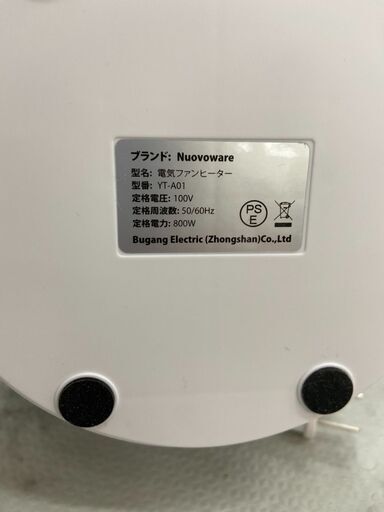 ブランド: Nuovoware
型名: 電気ファンヒーター
型番: YT-A01
定格電圧: 100V
定格周波数: 50/60Hz
定格電力: 800W
PS
E
Bugang Electric (Zhongshan)Co.,Ltd